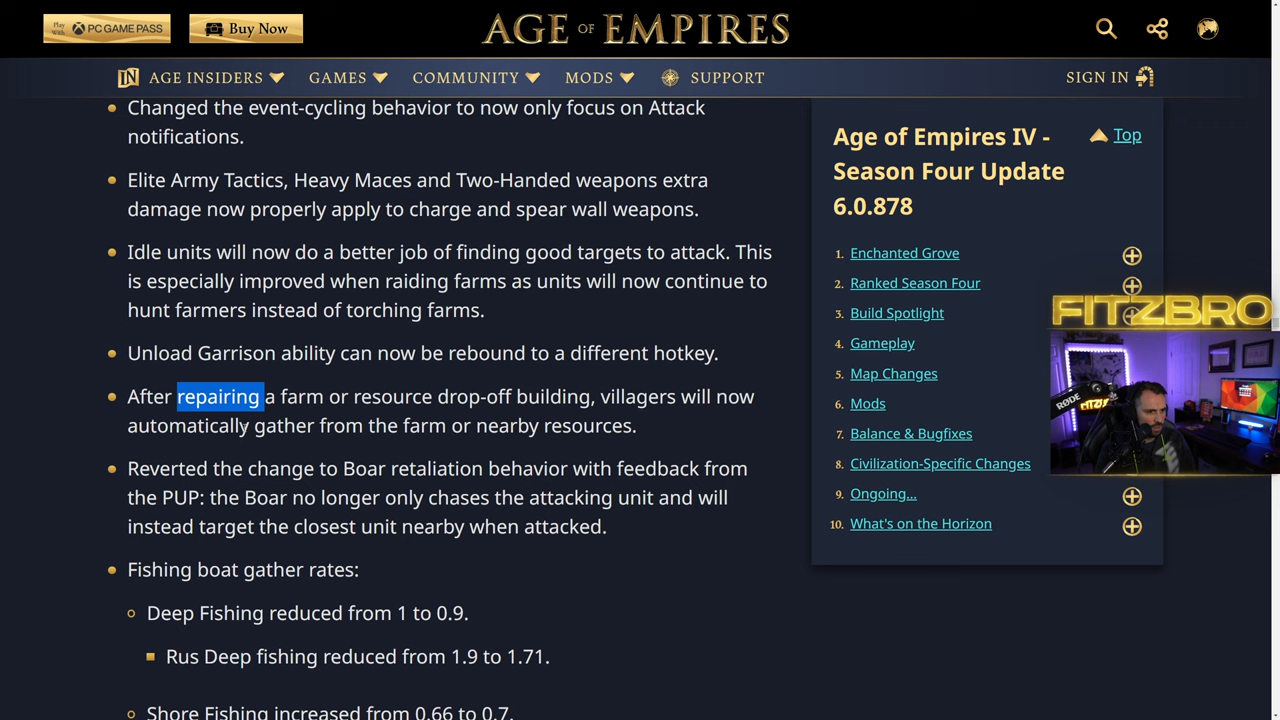 Play With
PC GAME PASS
Buy Now
AGE OF EMPIRES
IN
AGE INSIDERS
GAMES
COMMUNITY
MODS
SUPPORT
SIGN IN
Changed the event-cycling behavior to now only focus on Attack
notifications.
Elite Army Tactics, Heavy Maces and Two-Handed weapons extra
damage now properly apply to charge and spear wall weapons.
Idle units will now do a better job of finding good targets to attack. This
is especially improved when raiding farms as units will now continue to
hunt farmers instead of torching farms.
Unload Garrison ability can now be rebound to a different hotkey.
After repairing a farm or resource drop-off building, villagers will now
automatically gather from the farm or nearby resources.
Reverted the change to Boar retaliation behavior with feedback from
the PUP: the Boar no longer only chases the attacking unit and will
instead target the closest unit nearby when attacked.
Fishing boat gather rates:
Deep Fishing reduced from 1 to 0.9.
Rus Deep fishing reduced from 1.9 to 1.71.
Shore Fishing increased from 0.66 to 0.7.
Age of Empires IV -
Season Four Update
6.0.878
Top
1. Enchanted Grove
2. Ranked Season Four
3. Build Spotlight
4. Gameplay
5. Map Changes
6. Mods
7. Balance & Bugfixes
8. Civilization-Specific Changes
9. Ongoing...
10. What's on the Horizon
FITZBRO
RØDE